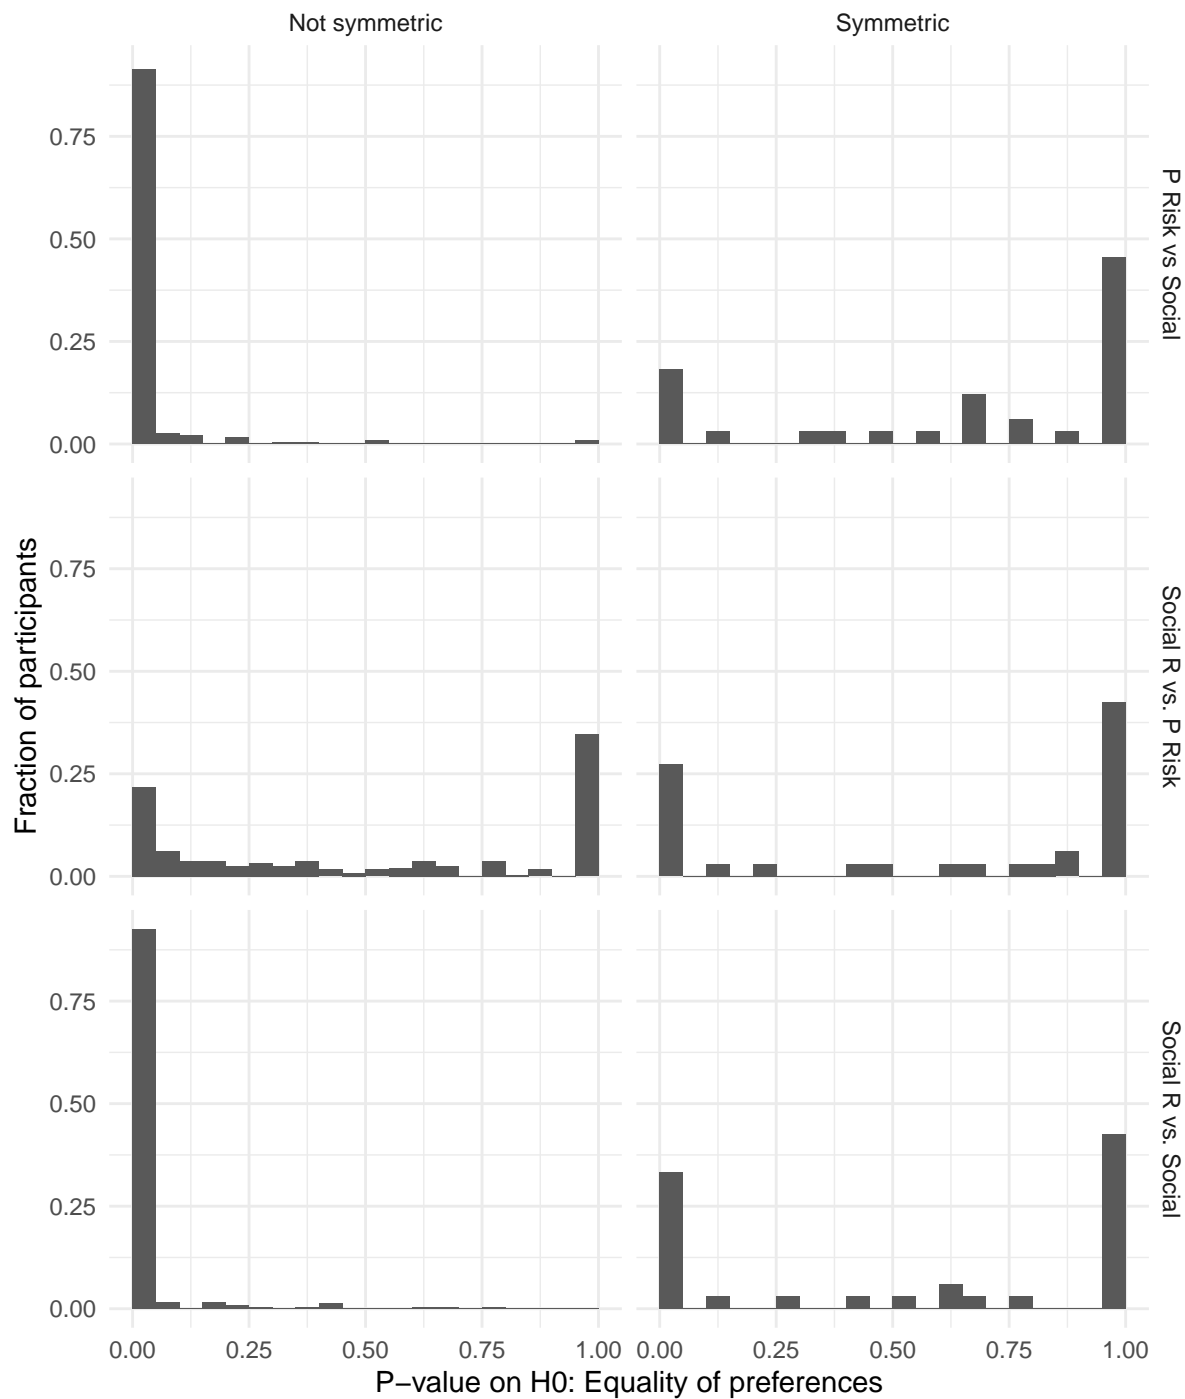 Not symmetric
Symmetric
0.75
0.50
0.25
0.00
P Risk vs Social
0.75
0.50
0.25
0.00
Social R vs. P Risk
Fraction of participants
0.75
0.50
0.25
0.00
Social R vs. Social
0.00 0.25 0.50 0.75 1.00 0.00 0.25 0.50 0.75 1.00
P−value on H0: Equality of preferences